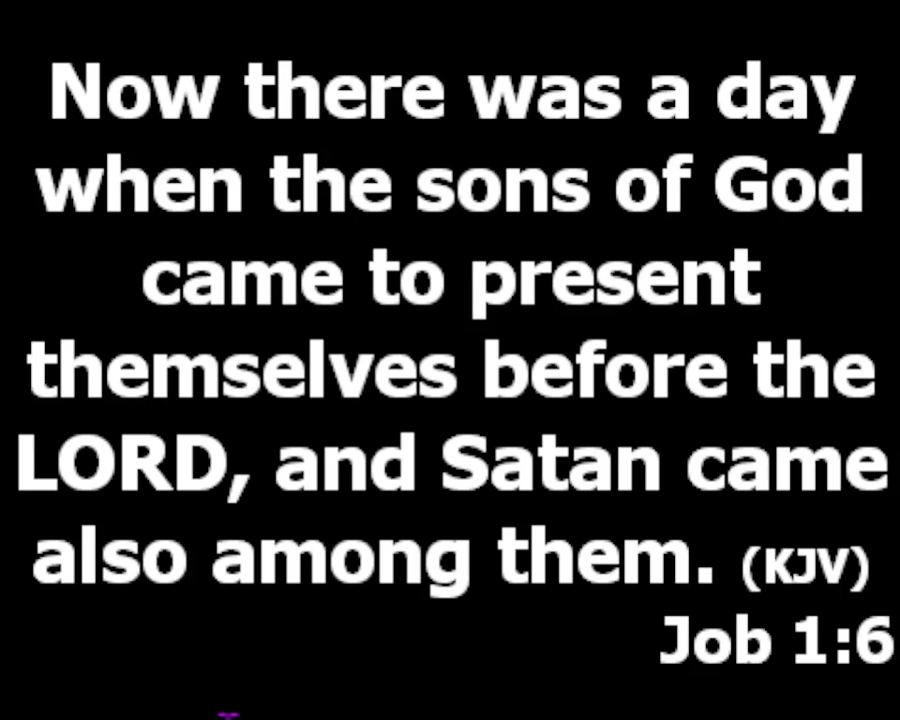 Now there was a day
when the sons of God
came to present
themselves before the
LORD, and Satan came
also among them. (KJV)
Job 1:6